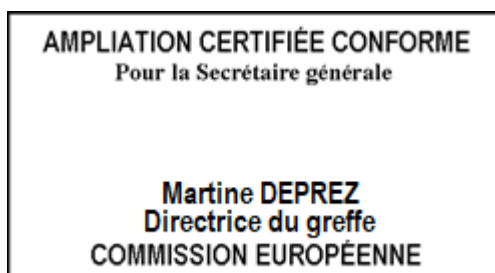 AMPLIATION CERTIFIÉE CONFORME
Pour la Secrétaire générale
Martine DEPREZ
Directrice du greffe
COMMISSION EUROPÉENNE